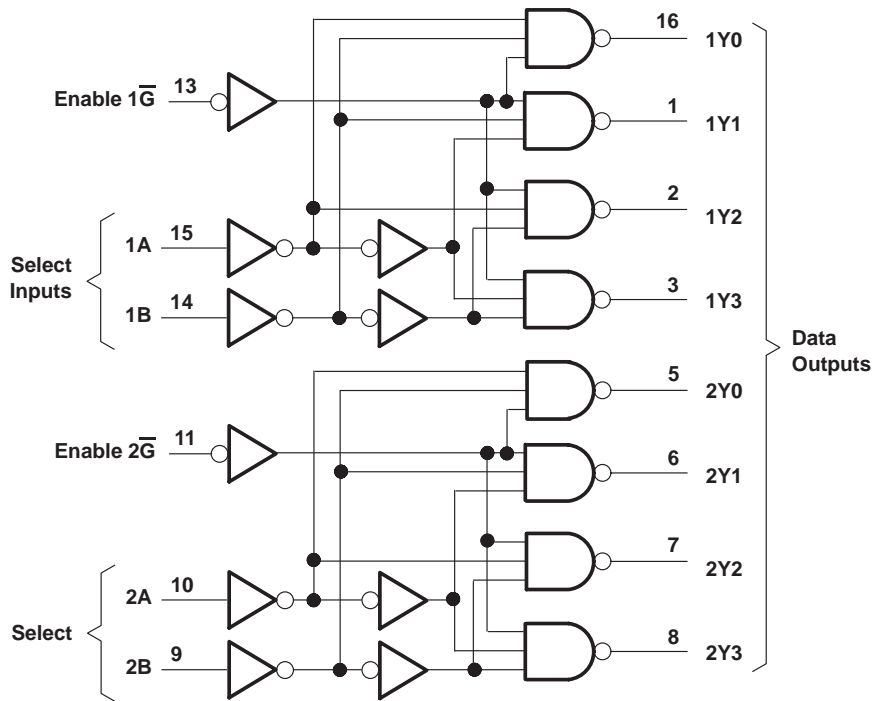 16
1Y0
Enable 1G̅
13
1
1Y1
2
1Y2
Select
Inputs
1A
15
1B
14
3
1Y3
Data
Outputs
5
2Y0
Enable 2G̅
11
6
2Y1
7
2Y2
Select
2A
10
2B
9
8
2Y3